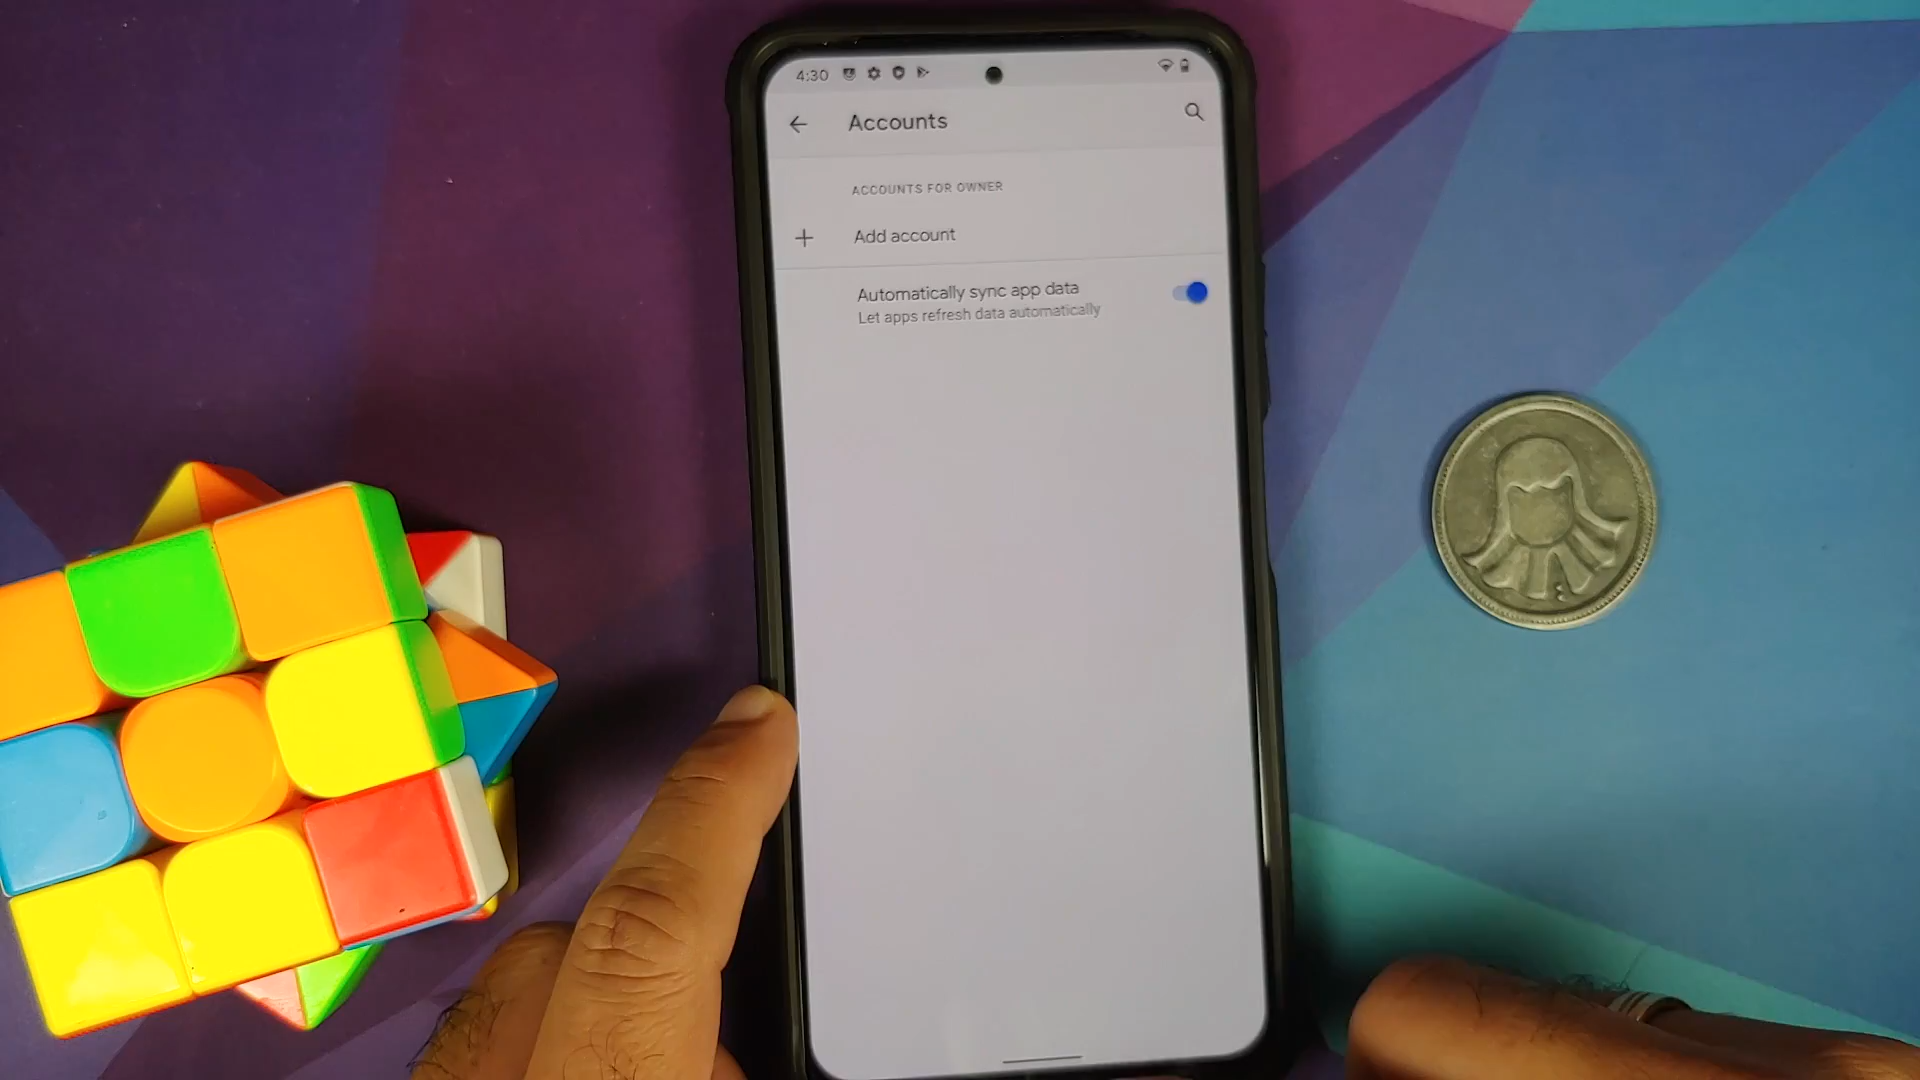 4:30
Accounts
ACCOUNTS FOR OWNER
Add account
Automatically sync app data
Let apps refresh data automatically